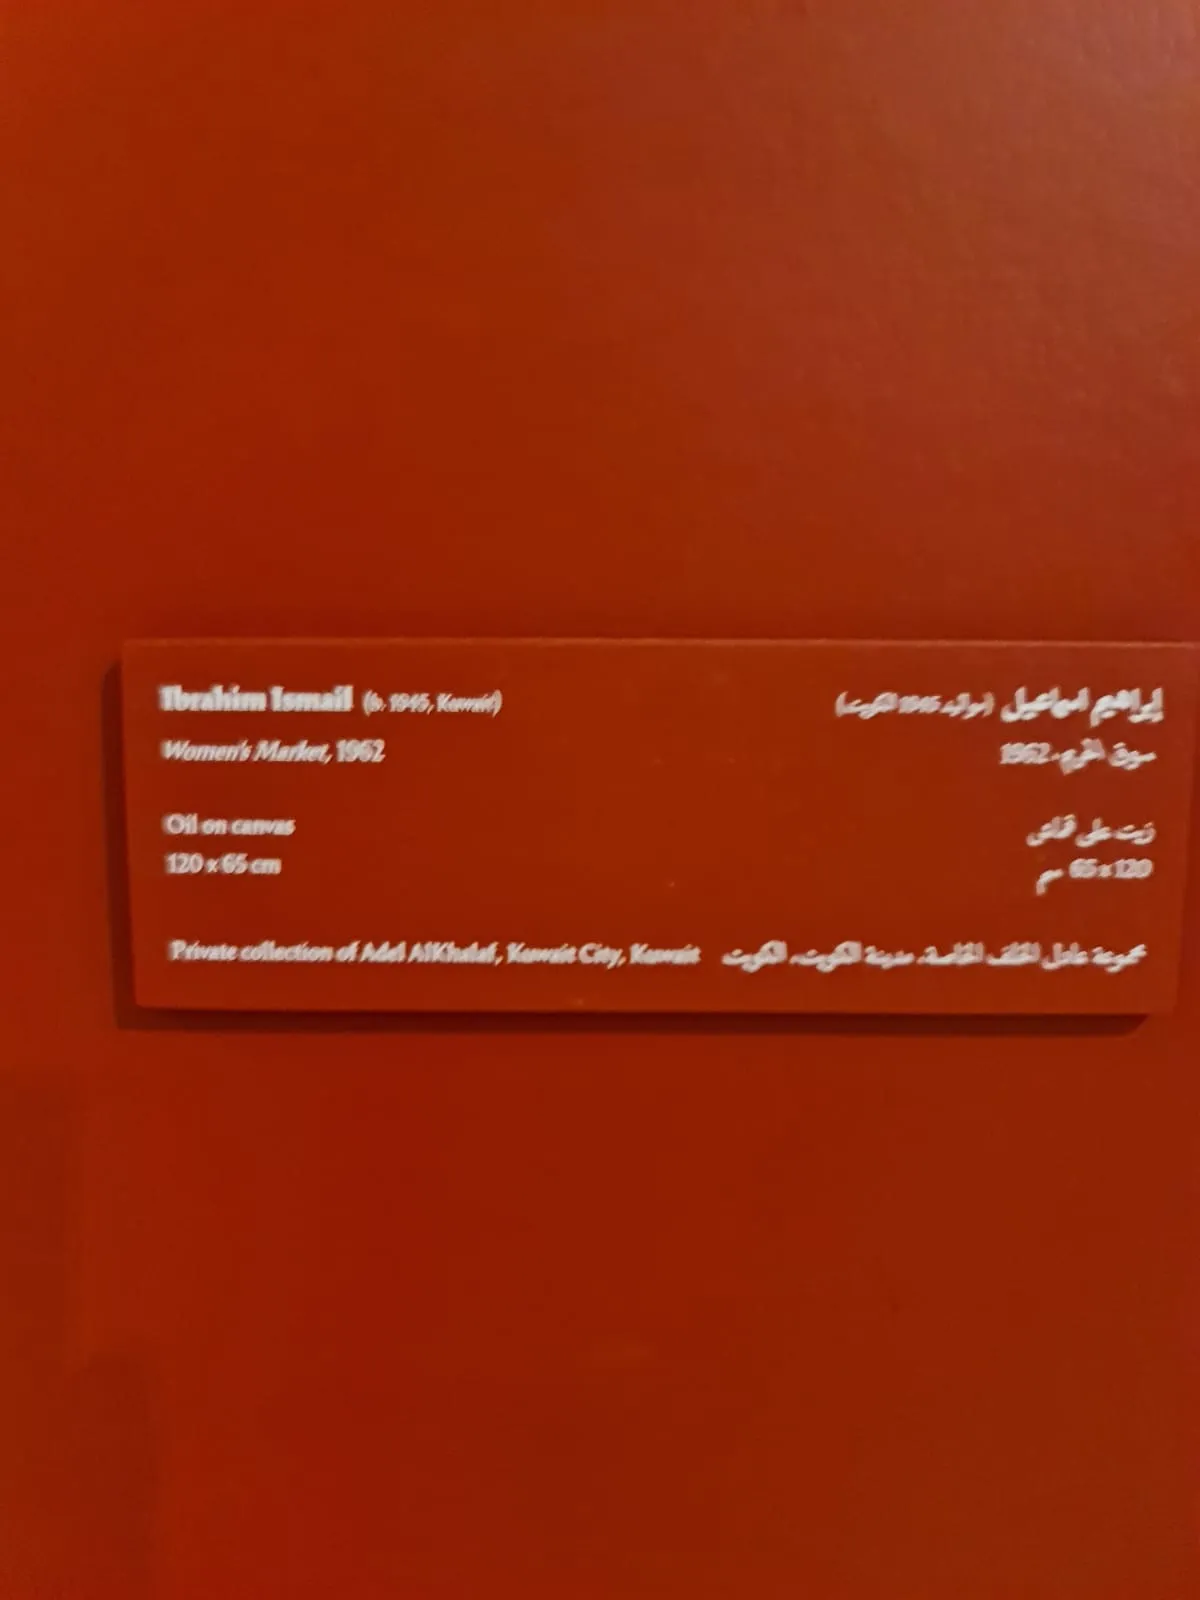 Ibrahim Ismail (b. 1945, Kuwait)
Women's Market, 1962
Oil on canvas
120 x 65 cm
Private collection of Adel AlKhalaf, Kuwait City, Kuwait
إبراهيم إسماعيل (مواليد 1945 الكويت)
سوق الحريم، 1962
زيت على قماش
65 x 120 سم
مجموعة عادل الخلف الخاصة، مدينة الكويت، الكويت